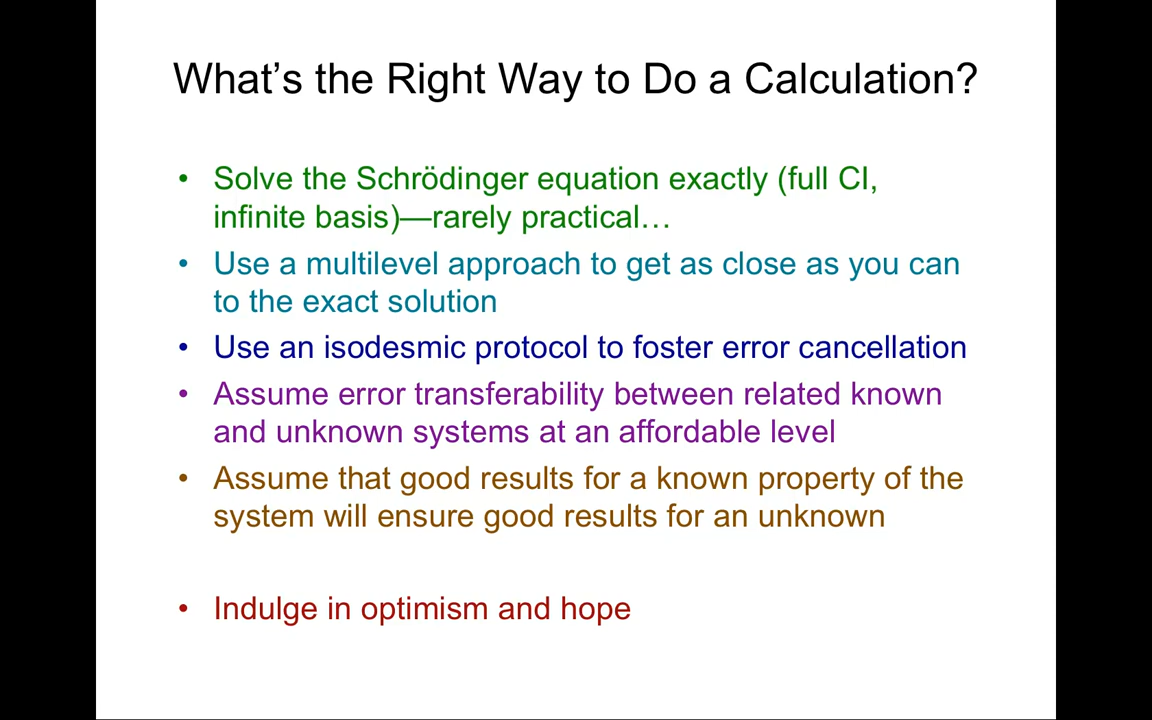 What's the Right Way to Do a Calculation?
• Solve the Schrödinger equation exactly (full CI,
infinite basis)—rarely practical…
• Use a multilevel approach to get as close as you can
to the exact solution
• Use an isodesmic protocol to foster error cancellation
• Assume error transferability between related known
and unknown systems at an affordable level
• Assume that good results for a known property of the
system will ensure good results for an unknown
• Indulge in optimism and hope